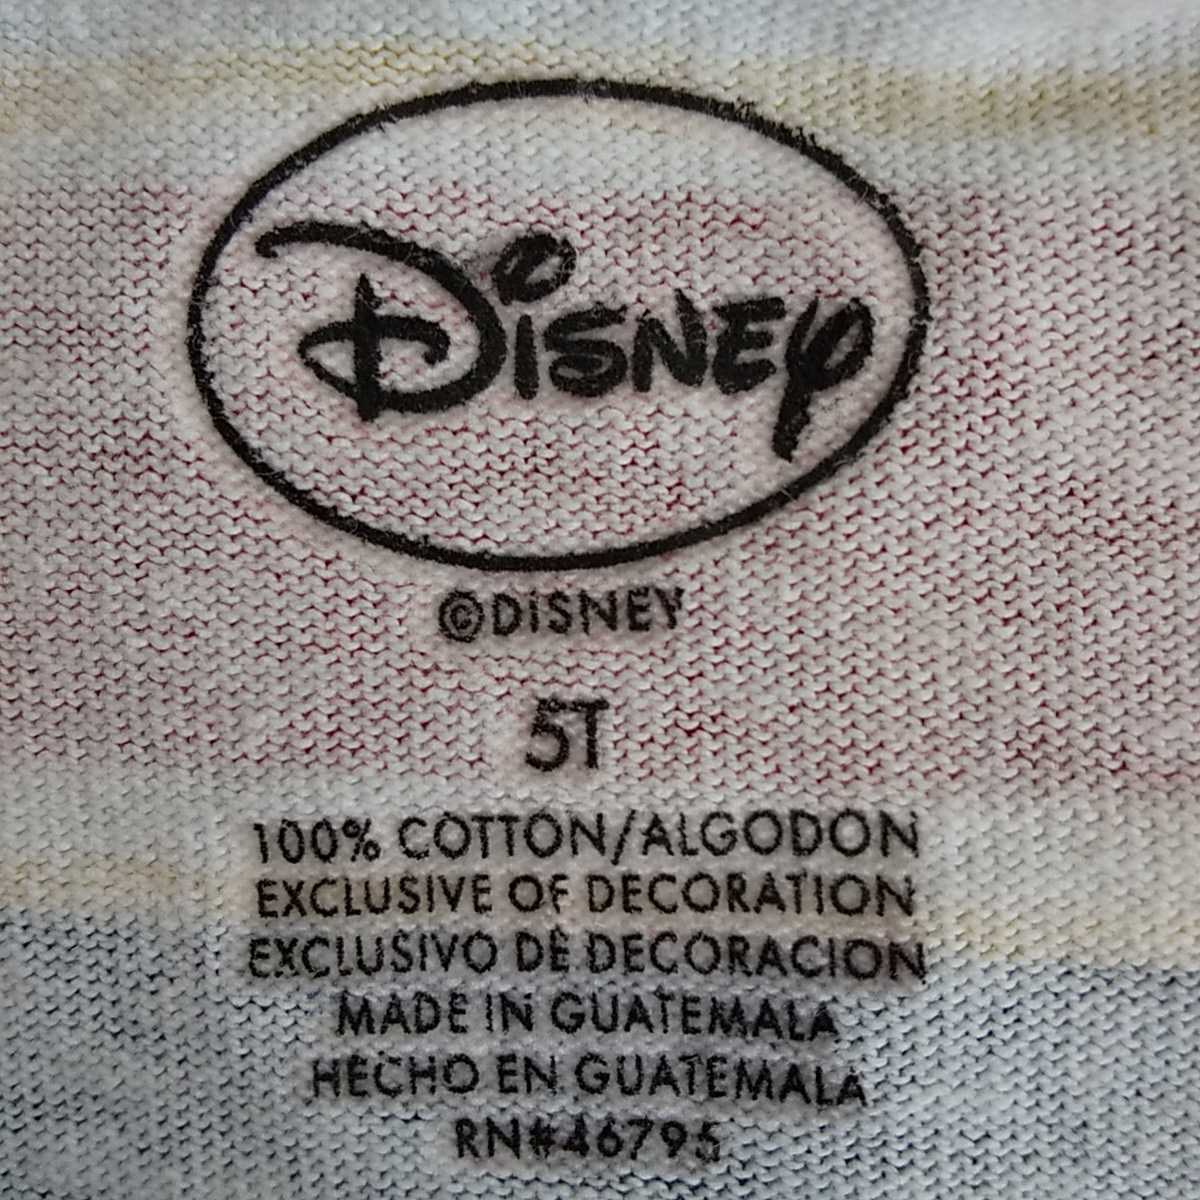 DISNEY
©DISNEY
5T
100% COTTON/ALGODON
EXCLUSIVE OF DECORATION
EXCLUSIVO DE DECORACION
MADE IN GUATEMALA
HECHO EN GUATEMALA
RN#46795